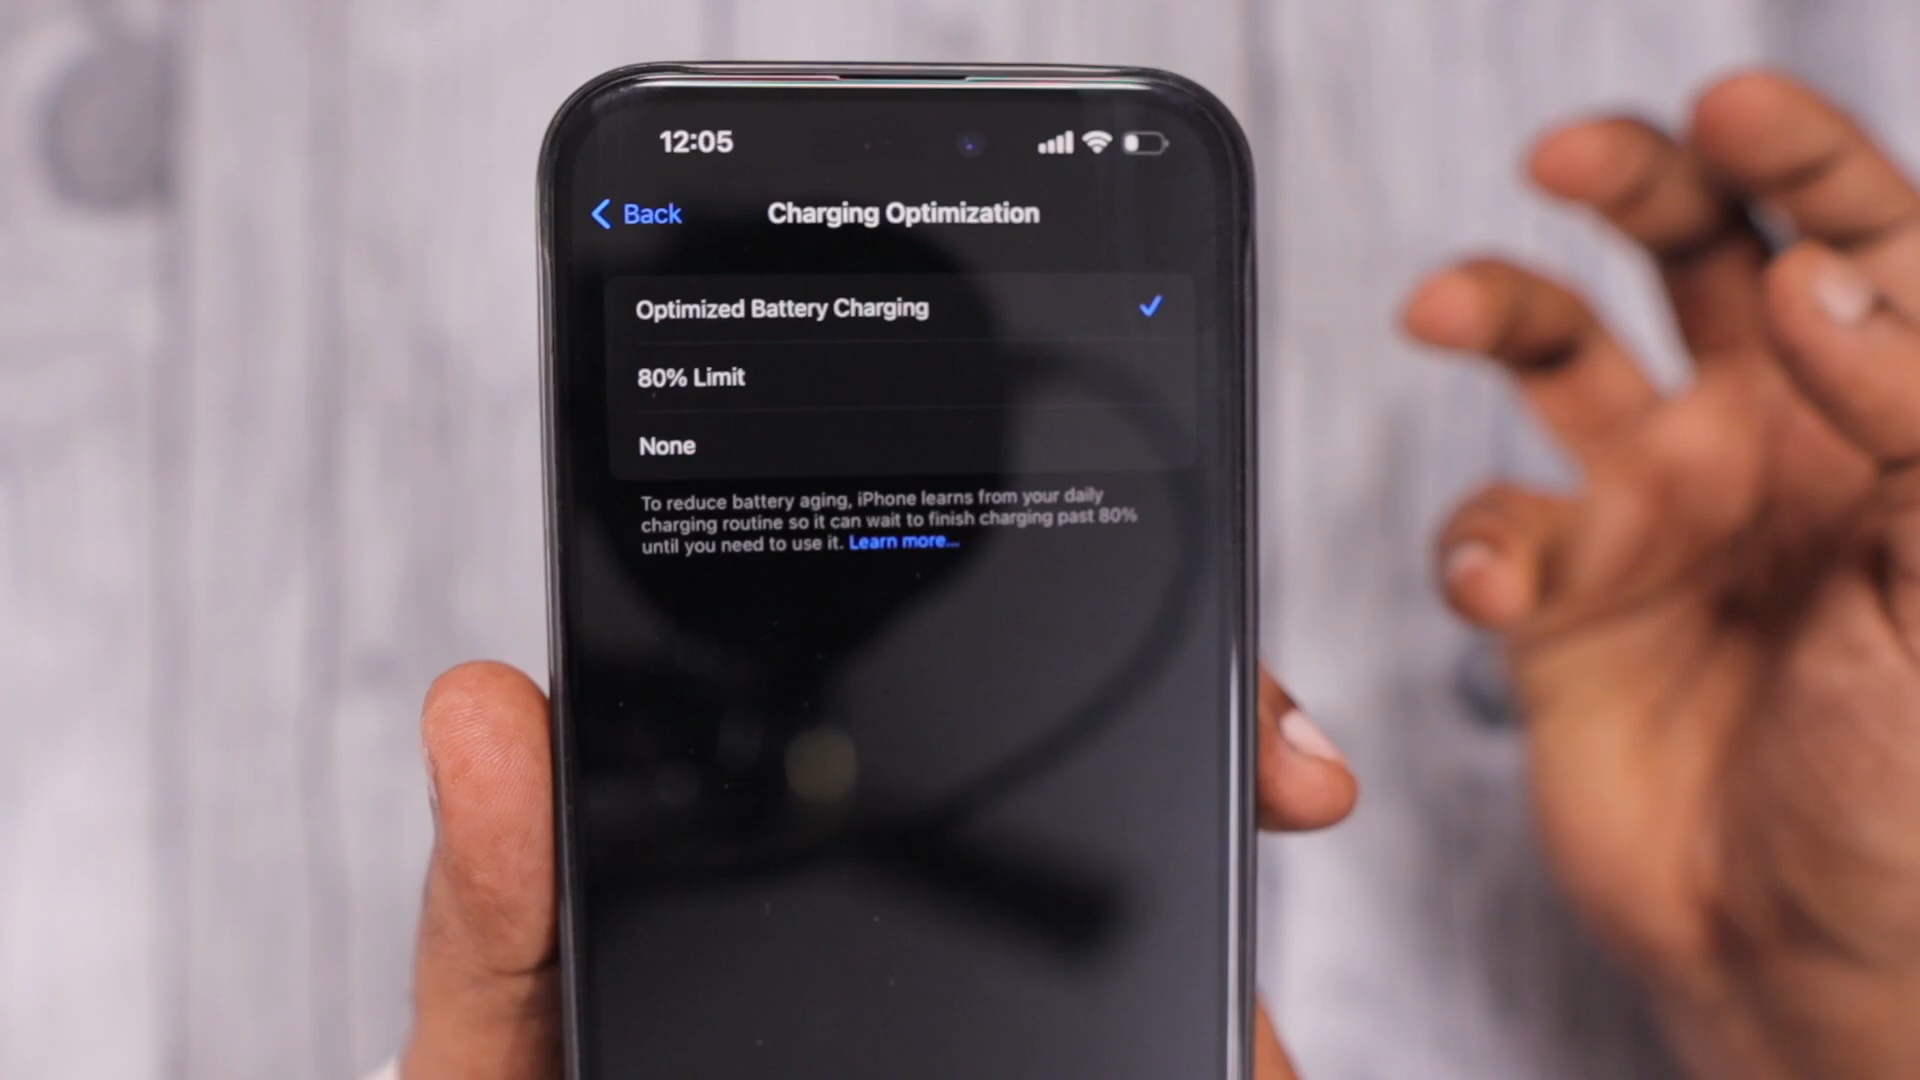 12:05
Back
Charging Optimization
Optimized Battery Charging
80% Limit
None
To reduce battery aging, iPhone learns from your daily
charging routine so it can wait to finish charging past 80%
until you need to use it. Learn more...